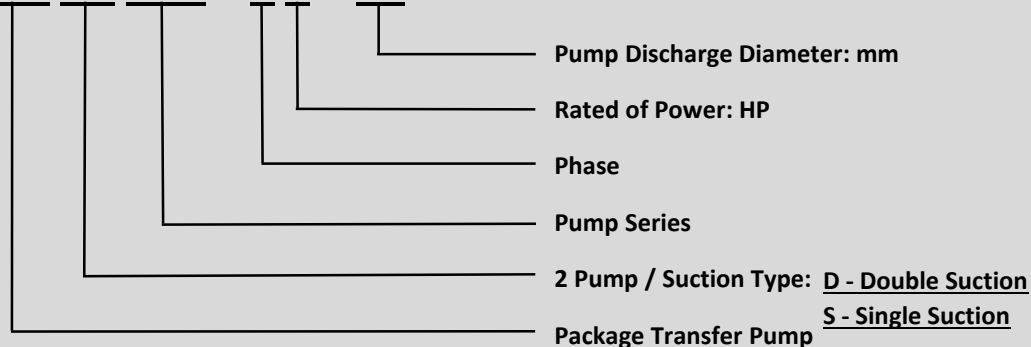 Pump Discharge Diameter: mm
Rated of Power: HP
Phase
Pump Series
2 Pump / Suction Type: D - Double Suction
S - Single Suction
Package Transfer Pump